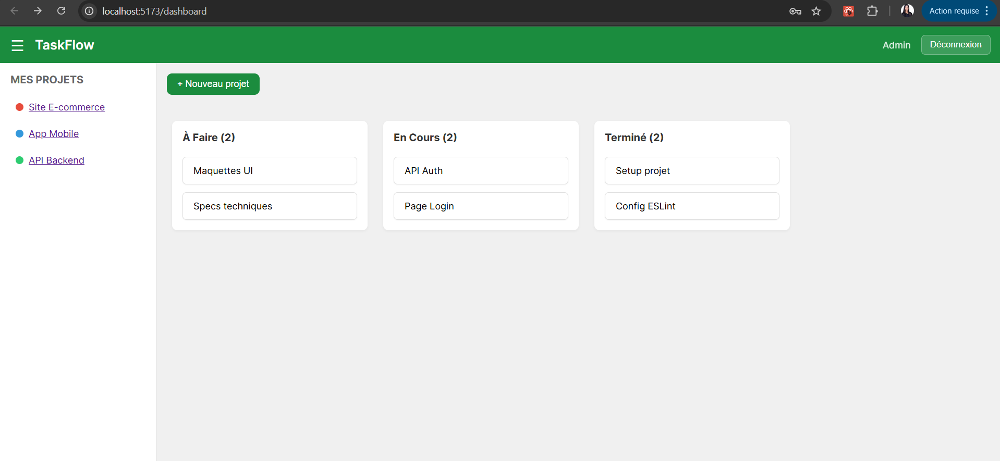 localhost:5173/dashboard
Action requise
TaskFlow
Admin
Déconnexion
MES PROJETS
Site E-commerce
App Mobile
API Backend
+ Nouveau projet
À Faire (2)
Maquettes UI
Specs techniques
En Cours (2)
API Auth
Page Login
Terminé (2)
Setup projet
Config ESLint